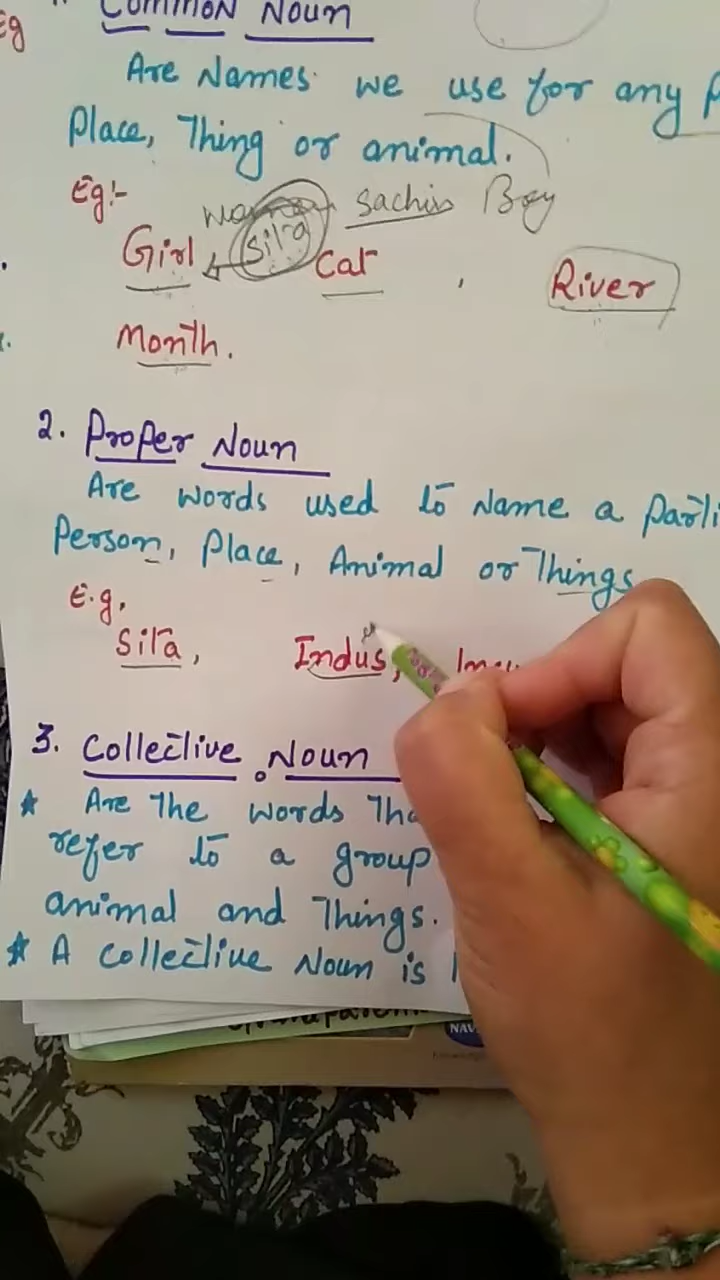 Eg
Common Noun
Are Names we use for any
Place, Thing or animal.
Eg:-
sachin Boy
Girl Sita Cat , River
Month.
2. Proper Noun
Are words used to Name a
Person, Place, Animal or Things
E.g,
Sita, Indus,
3. Collective Noun
* Are The words
refer to a group
animal and Things.
* A collective Noun is
NAV